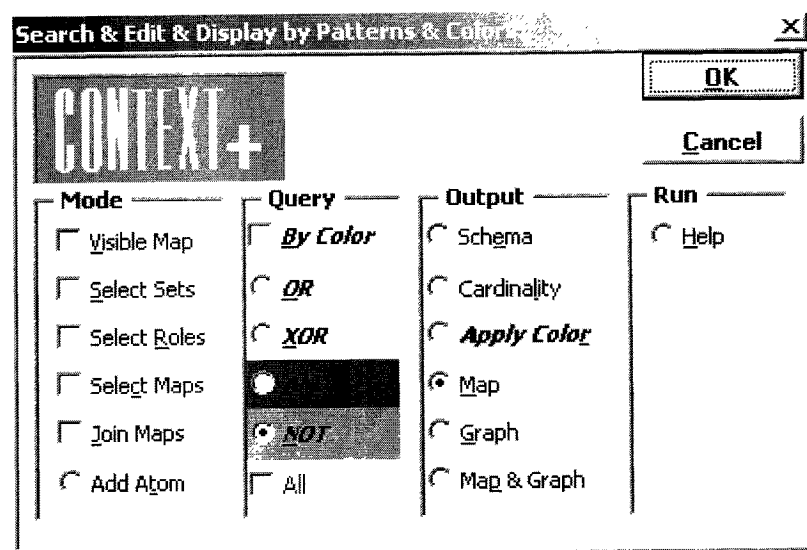 Search & Edit & Display by Patterns & Colors
OK
CONTEXT+
Cancel
Mode
Visible Map
Select Sets
Select Roles
Select Maps
Join Maps
Add Atom
Query
By Color
OR
XOR
NOT
All
Output
Schema
Cardinality
Apply Color
Map
Graph
Map & Graph
Run
Help